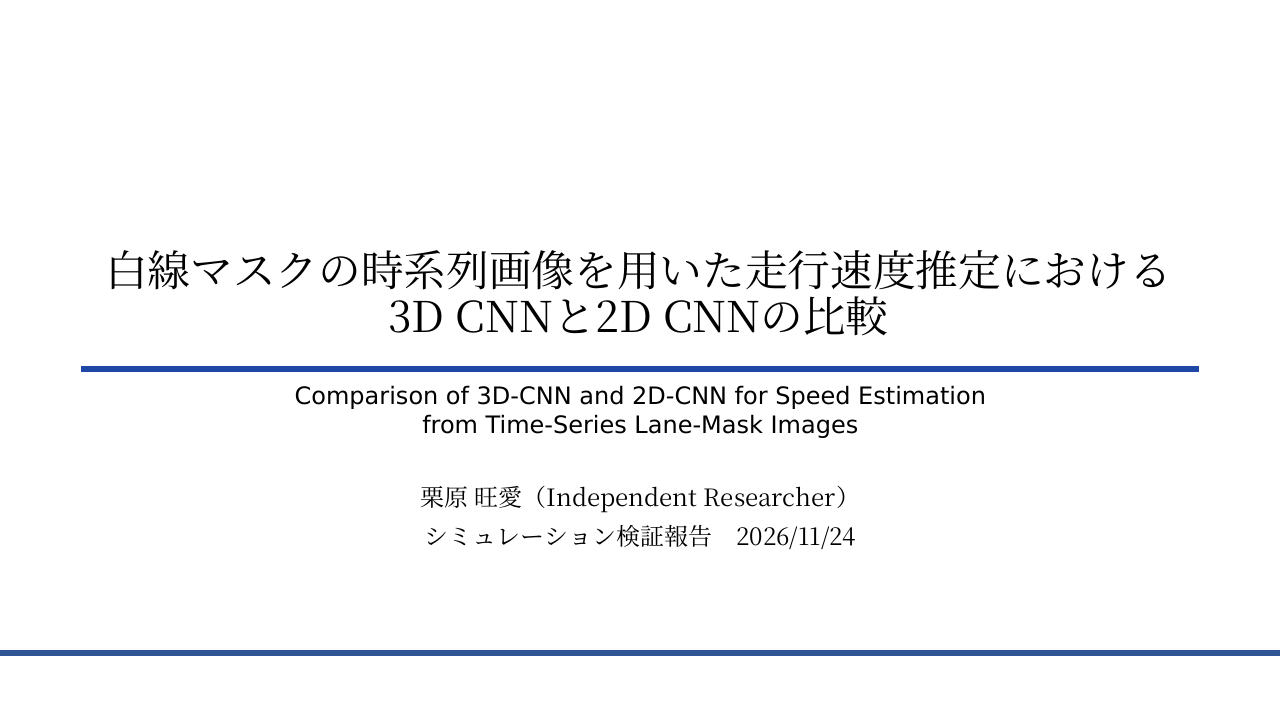 白線マスクの時系列画像を用いた走行速度推定における
3D CNNと2D CNNの比較
Comparison of 3D-CNN and 2D-CNN for Speed Estimation
from Time-Series Lane-Mask Images
栗原 旺愛（Independent Researcher）
シミュレーション検証報告　2026/11/24